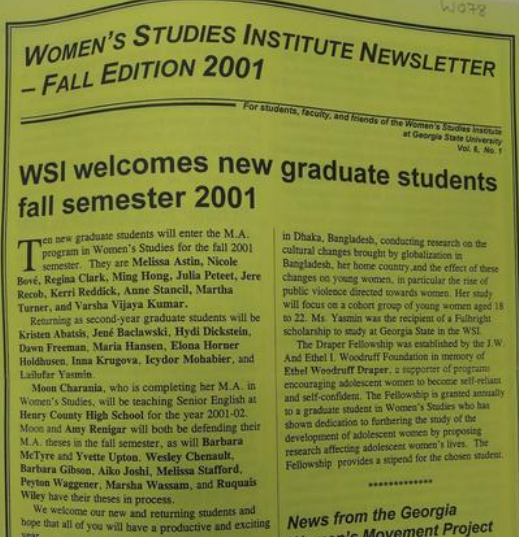 W078
WOMEN'S STUDIES INSTITUTE NEWSLETTER
– FALL EDITION 2001
For students, faculty, and friends of the Women's Studies Institute
at Georgia State University
Vol. 8, No. 1
WSI welcomes new graduate students
fall semester 2001
Ten new graduate students will enter the M.A.
program in Women's Studies for the fall 2001
semester. They are Melissa Astin, Nicole
Bové, Regina Clark, Ming Hong, Julia Peteet, Jere
Recob, Kerri Reddick, Anne Stancil, Martha
Turner, and Varsha Vijaya Kumar.
Returning as second-year graduate students will be
Kristen Abatsis, Jené Baclawski, Hydi Dickstein,
Dawn Freeman, Maria Hansen, Elona Horner
Holdhusen, Inna Krugova, Icydor Mohabier, and
Lailufar Yasmin.
Moon Charania, who is completing her M.A. in
Women's Studies, will be teaching Senior English at
Henry County High School for the year 2001-02.
Moon and Amy Renigar will both be defending their
M.A. theses in the fall semester, as will Barbara
McTyre and Yvette Upton. Wesley Chenault,
Barbara Gibson, Aiko Joshi, Melissa Stafford,
Peyton Waggener, Marsha Wassam, and Ruquais
Wiley have their theses in process.
We welcome our new and returning students and
hope that all of you will have a productive and exciting
year.
in Dhaka, Bangladesh, conducting research on the
cultural changes brought by globalization in
Bangladesh, her home country,and the effect of these
changes on young women, in particular the rise of
public violence directed towards women. Her study
will focus on a cohort group of young women aged 18
to 22. Ms. Yasmin was the recipient of a Fulbright
scholarship to study at Georgia State in the WSI.
The Draper Fellowship was established by the J.W.
And Ethel I. Woodruff Foundation in memory of
Ethel Woodruff Draper, a supporter of programs
encouraging adolescent women to become self-reliant
and self-confident. The Fellowship is granted annually
to a graduate student in Women's Studies who has
shown dedication to furthering the study of the
development of adolescent women by proposing
research affecting adolescent women's lives. The
Fellowship provides a stipend for the chosen student.
*************
News from the Georgia
Women's Movement Project